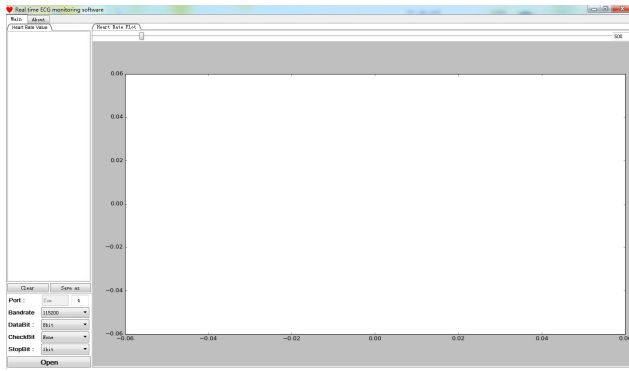 Real time ECG monitoring software
Main About
Heart Rate Value
Heart Rate Plot
500
0.06
0.04
0.02
0.00
−0.02
−0.04
−0.06
−0.06 −0.04 −0.02 0.00 0.02 0.04 0.06
Clear Save as
Port : Com
Bandrate 115200
DataBit : 8bit
CheckBit None
StopBit : 1bit
Open